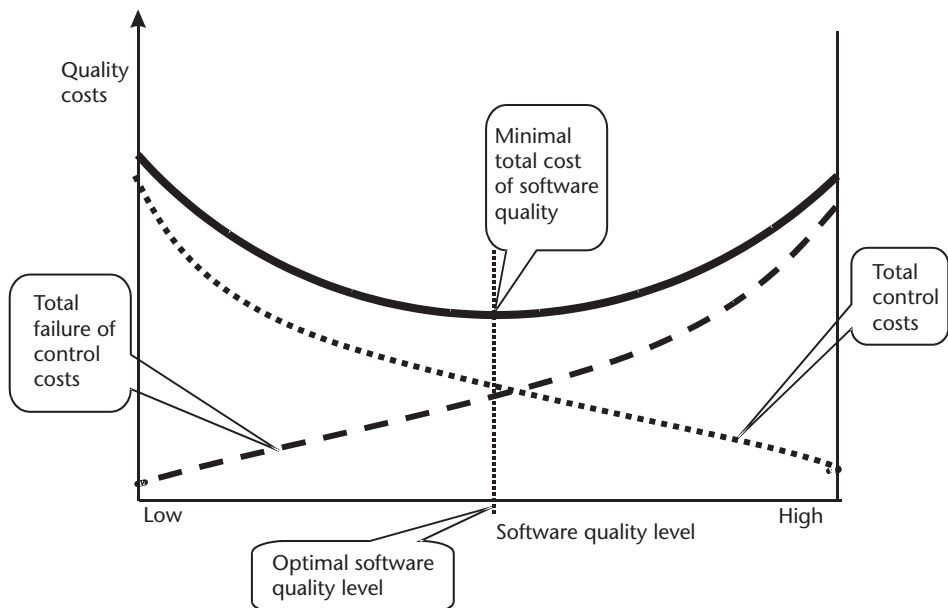 Quality
costs
Minimal
total cost
of software
quality
Total
failure of
control
costs
Total
control
costs
Low
Software quality level
High
Optimal software
quality level